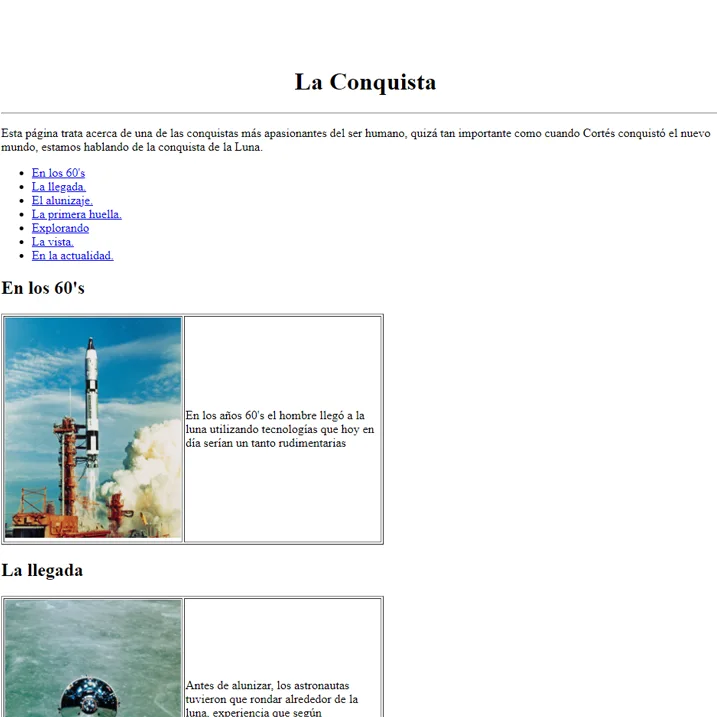 La Conquista
Esta página trata acerca de una de las conquistas más apasionantes del ser humano, quizá tan importante como cuando Cortés conquistó el nuevo
mundo, estamos hablando de la conquista de la Luna.
En los 60's
La llegada.
El alunizaje.
La primera huella.
Explorando
La vista.
En la actualidad.
En los 60's
En los años 60's el hombre llegó a la
luna utilizando tecnologías que hoy en
día serían un tanto rudimentarias
La llegada
Antes de alunizar, los astronautas
tuvieron que rondar alrededor de la
luna, experiencia que según